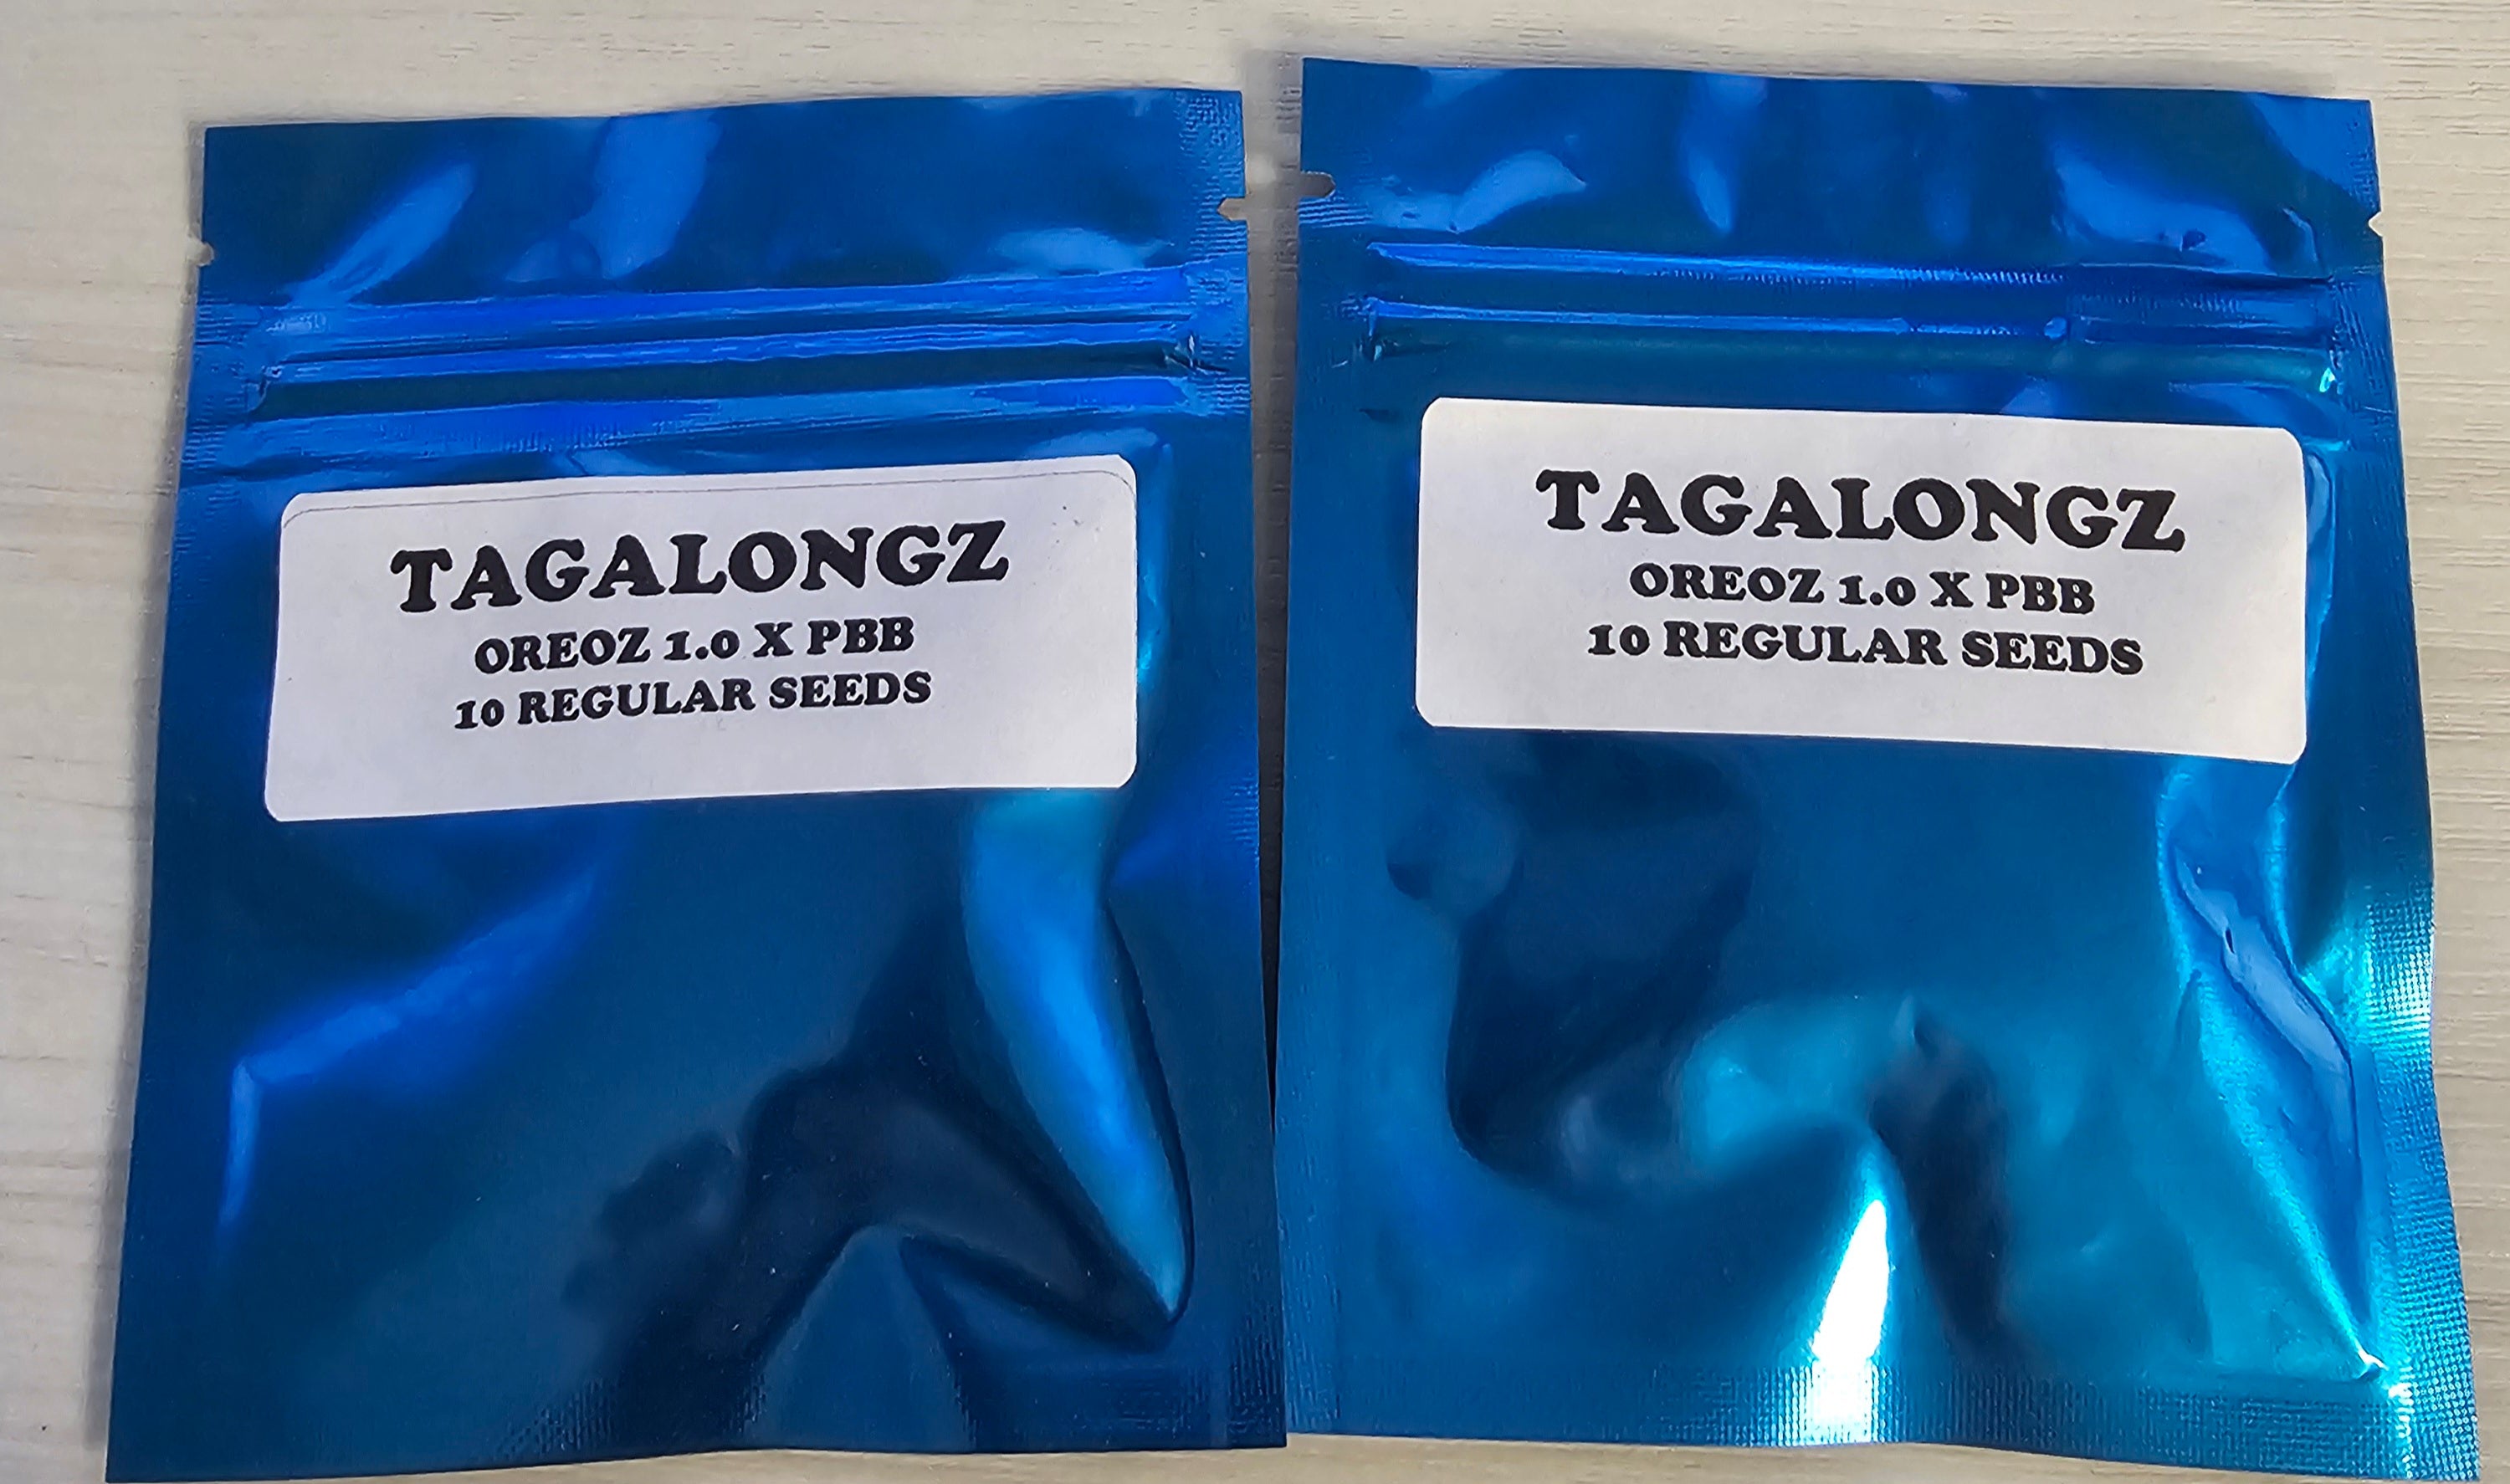 TAGALONGZ
OREOZ 1.0 X PBB
10 REGULAR SEEDS
TAGALONGZ
OREOZ 1.0 X PBB
10 REGULAR SEEDS